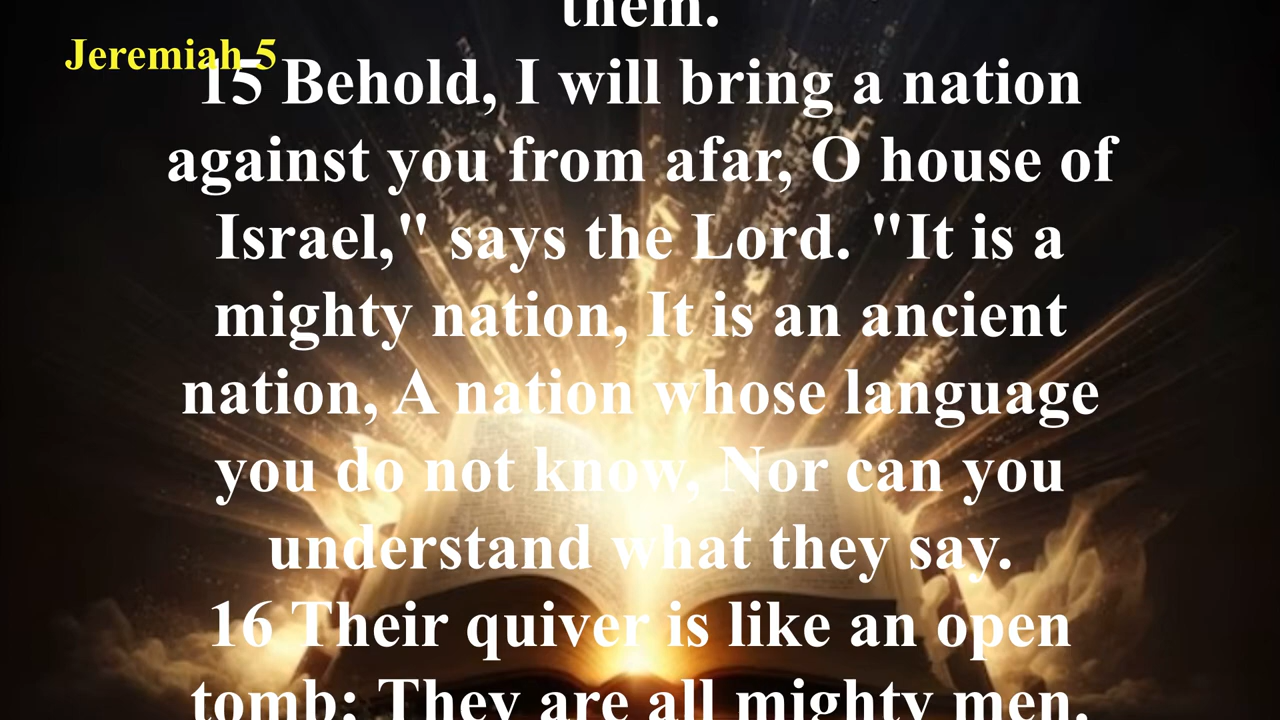 them.
Jeremiah 5
15 Behold, I will bring a nation
against you from afar, O house of
Israel," says the Lord. "It is a
mighty nation, It is an ancient
nation, A nation whose language
you do not know, Nor can you
understand what they say.
16 Their quiver is like an open
tomb; They are all mighty men.